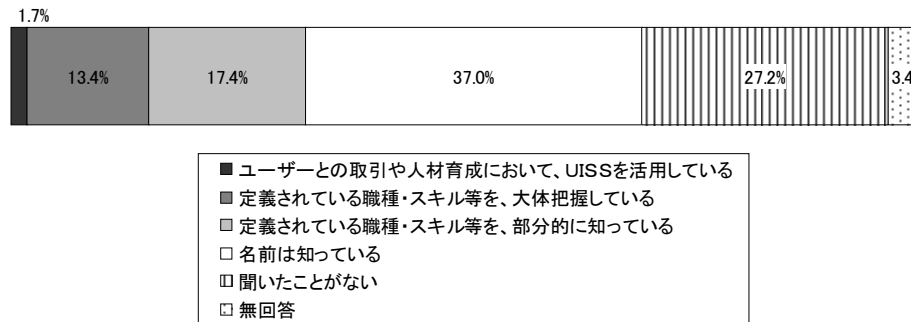 1.7%
13.4% 17.4% 37.0% 27.2% 3.4
■ ユーザーとの取引や人材育成において、UISSを活用している
■ 定義されている職種・スキル等を、大体把握している
■ 定義されている職種・スキル等を、部分的に知っている
□ 名前は知っている
聞いたことがない
無回答